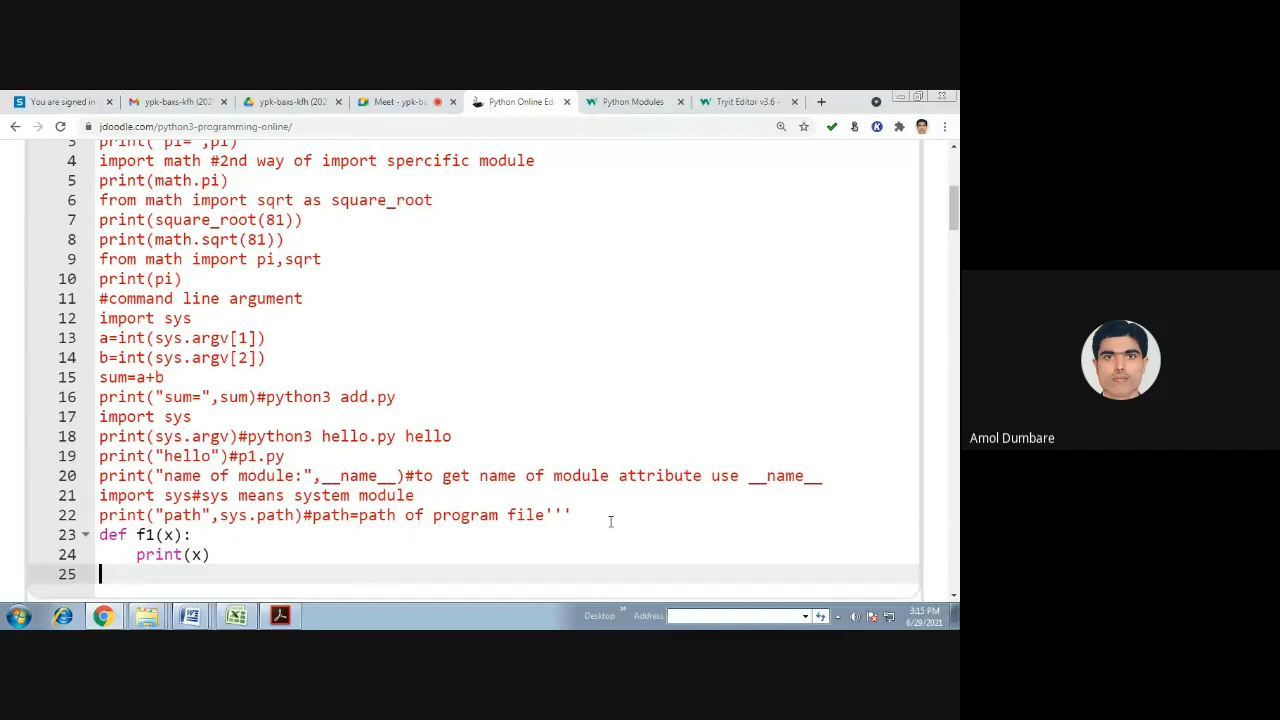 You are signed in
ypk-baxs-kfh (202
ypk-baxs-kfh (202
Meet - ypk-ba
Python Online Ed
Python Modules
Tryit Editor v3.6 -
jdoodle.com/python3-programming-online/
3 print("pi=",pi)
4 import math #2nd way of import spercific module
5 print(math.pi)
6 from math import sqrt as square_root
7 print(square_root(81))
8 print(math.sqrt(81))
9 from math import pi,sqrt
10 print(pi)
11 #command line argument
12 import sys
13 a=int(sys.argv[1])
14 b=int(sys.argv[2])
15 sum=a+b
16 print("sum=",sum)#python3 add.py
17 import sys
18 print(sys.argv)#python3 hello.py hello
19 print("hello")#p1.py
20 print("name of module:",__name__)#to get name of module attribute use __name__
21 import sys#sys means system module
22 print("path",sys.path)#path=path of program file'''
23 def f1(x):
24 print(x)
25
Amol Dumbare
Desktop
Address
3:15 PM
6/29/2021